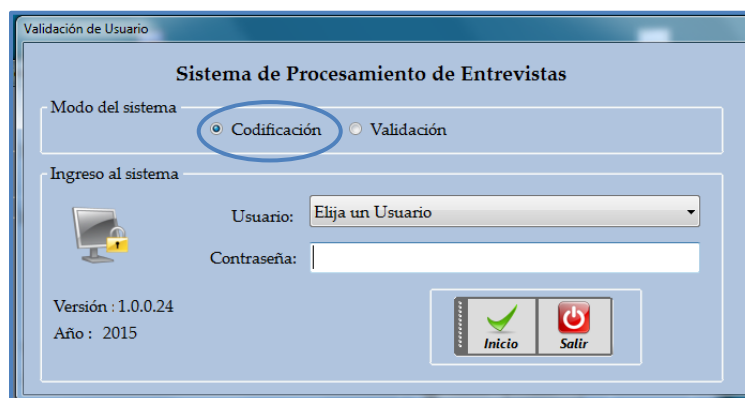 Validación de Usuario
Sistema de Procesamiento de Entrevistas
Modo del sistema
Codificación Validación
Ingreso al sistema
Usuario: Elija un Usuario
Contraseña:
Versión : 1.0.0.24
Año : 2015
Inicio Salir